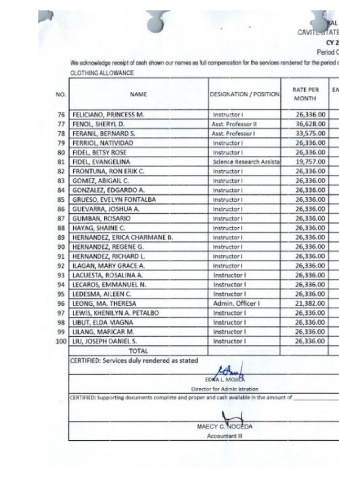 CAVITE STATE
CY 2
Period C
We acknowledge receipt of cash shown our names as full compensation for the services rendered for the period
CLOTHING ALLOWANCE
NO. NAME DESIGNATION / POSITION RATE PER MONTH EA
76 FELICIANO, PRINCESS M. Instructor I 26,336.00
77 FENOL, SHERYL D. Asst. Professor II 36,628.00
78 FERANIL, BERNARD S. Asst. Professor I 33,575.00
79 FERRIOL, NATIVIDAD Instructor I 26,336.00
80 FIDEL, BETSY ROSE Instructor I 26,336.00
81 FIDEL, EVANGELINA Science Research Assista 19,757.00
82 FRONTUNA, RON ERIK C. Instructor I 26,336.00
83 GOMEZ, ABIGAIL C. Instructor I 26,336.00
84 GONZALEZ, EDGARDO A. Instructor I 26,336.00
85 GRUESO, EVELYN FONTALBA Instructor I 26,336.00
86 GUEVARRA, JOSHUA A. Instructor I 26,336.00
87 GUMBAN, ROSARIO Instructor I 26,336.00
88 HAYAG, SHAINE C. Instructor I 26,336.00
89 HERNANDEZ, ERICA CHARMANE B. Instructor I 26,336.00
90 HERNANDEZ, REGENE G. Instructor I 26,336.00
91 HERNANDEZ, RICHARD L. Instructor I 26,336.00
92 ILAGAN, MARY GRACE A. Instructor I 26,336.00
93 LACUESTA, ROSALINA A. Instructor I 26,336.00
94 LECAROS, EMMANUEL N. Instructor I 26,336.00
95 LEDESMA, AILEEN C. Instructor I 26,336.00
96 LEONG, MA. THERESA Admin. Officer I 21,382.00
97 LEWIS, KHENILYN A. PETALBO Instructor I 26,336.00
98 LIBUT, ELDA MAGNA Instructor I 26,336.00
99 LILANG, MARICAR M. Instructor I 26,336.00
100 LIU, JOSEPH DANIEL S. Instructor I 26,336.00
TOTAL
CERTIFIED: Services duly rendered as stated
EDNA L. MOJICA
Director for Administration
CERTIFIED: Supporting documents complete and proper and cash available in the amount of
MAECY G. NOCEDA
Accountant III